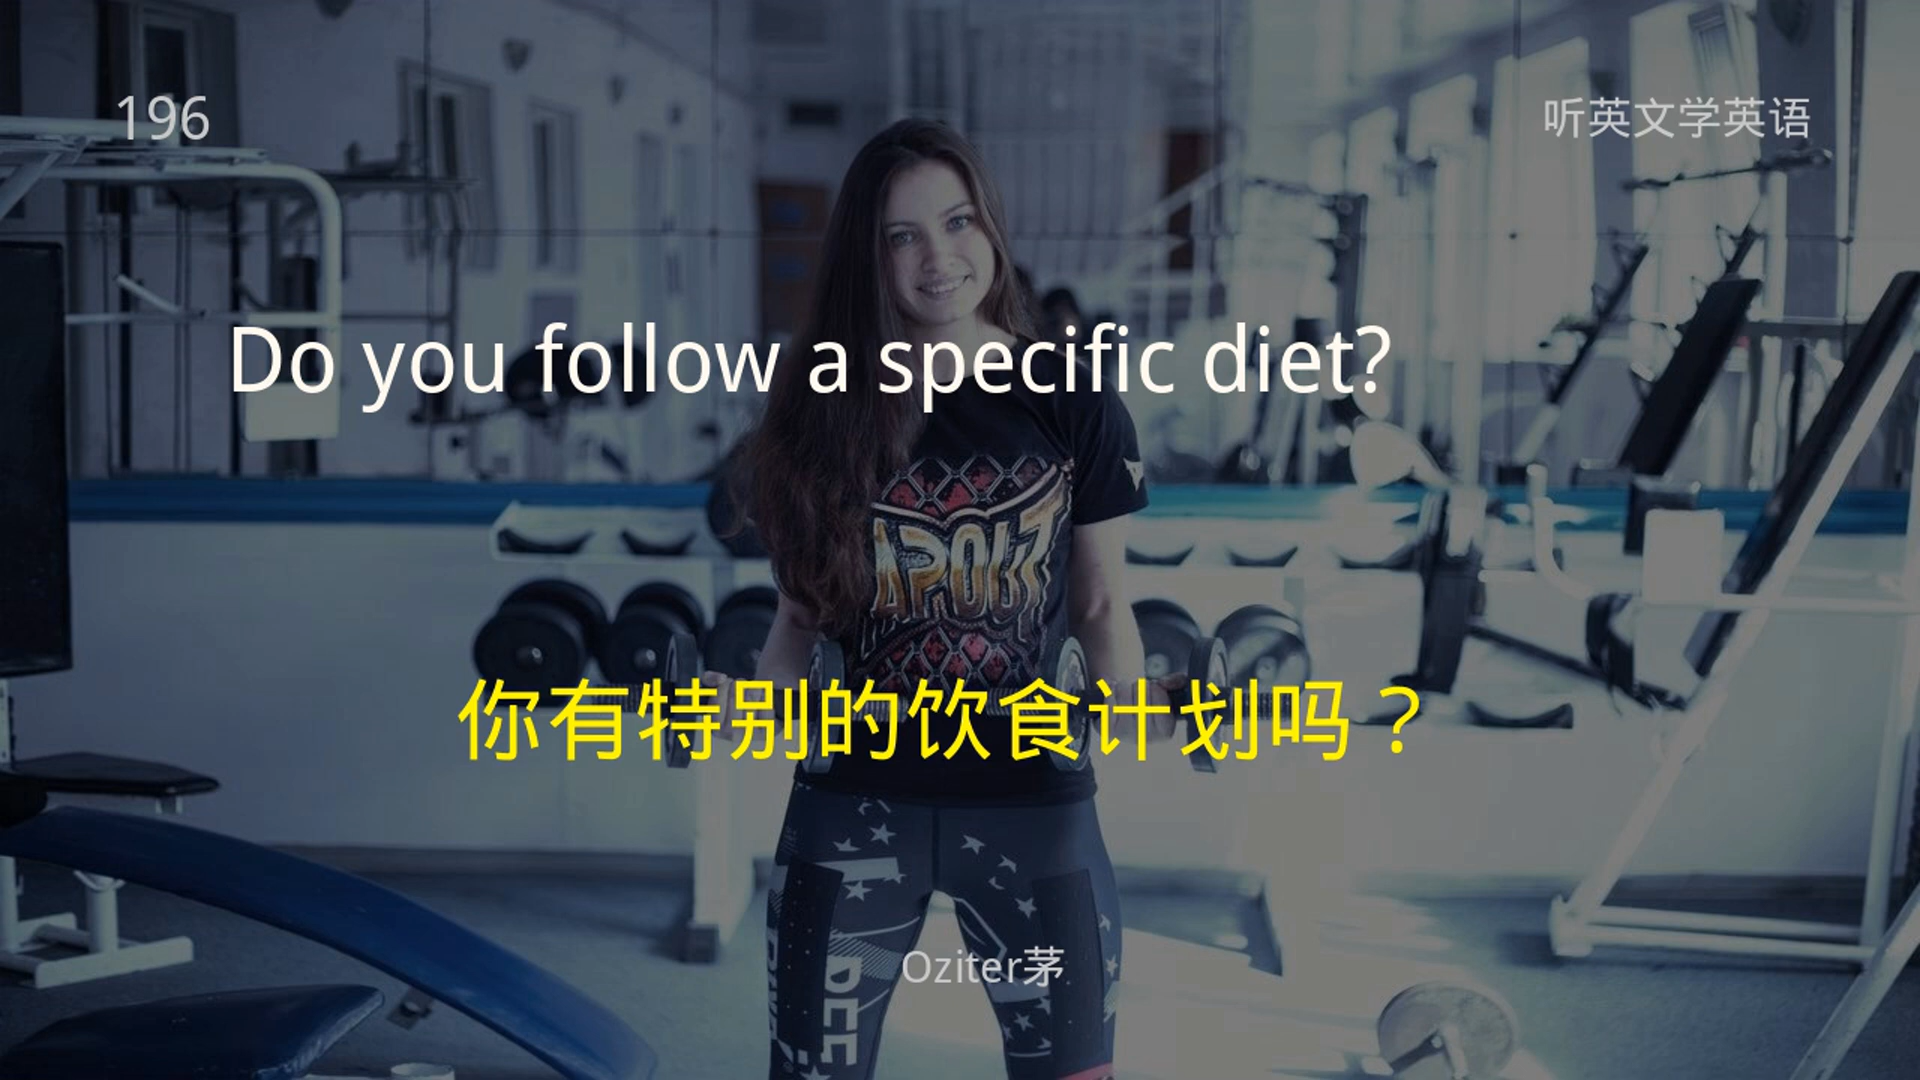 196
听英文学英语
Do you follow a specific diet?
APOUT
你有特别的饮食计划吗？
Oziter茅